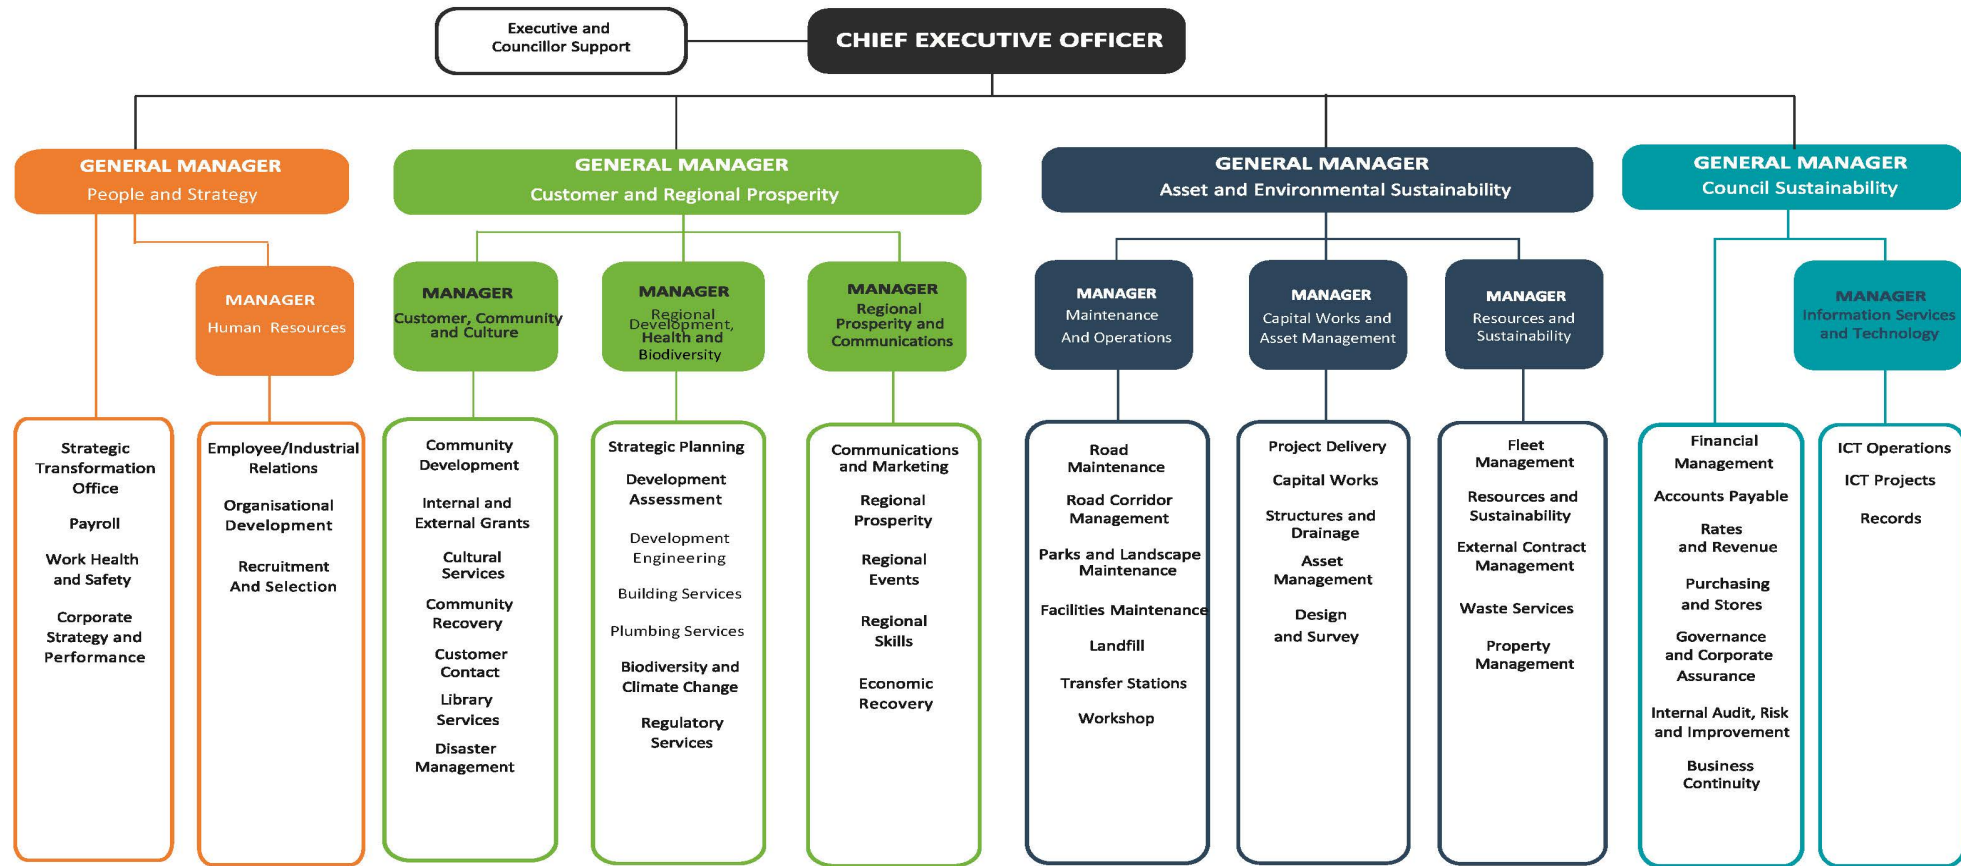 Executive and
Councillor Support
CHIEF EXECUTIVE OFFICER
GENERAL MANAGER
People and Strategy
GENERAL MANAGER
Customer and Regional Prosperity
GENERAL MANAGER
Asset and Environmental Sustainability
GENERAL MANAGER
Council Sustainability
MANAGER
Human Resources
MANAGER
Customer, Community
and Culture
MANAGER
Regional
Development,
Health and
Biodiversity
MANAGER
Regional
Prosperity and
Communications
MANAGER
Maintenance
And Operations
MANAGER
Capital Works and
Asset Management
MANAGER
Resources and
Sustainability
MANAGER
Information Services
and Technology
Strategic
Transformation
Office
Payroll
Work Health
and Safety
Corporate
Strategy and
Performance
Employee/Industrial
Relations
Organisational
Development
Recruitment
And Selection
Community
Development
Internal and
External Grants
Cultural
Services
Community
Recovery
Customer
Contact
Library
Services
Disaster
Management
Strategic Planning
Development
Assessment
Development
Engineering
Building Services
Plumbing Services
Biodiversity and
Climate Change
Regulatory
Services
Communications
and Marketing
Regional
Prosperity
Regional
Events
Regional
Skills
Economic
Recovery
Road
Maintenance
Road Corridor
Management
Parks and Landscape
Maintenance
Facilities Maintenance
Landfill
Transfer Stations
Workshop
Project Delivery
Capital Works
Structures and
Drainage
Asset
Management
Design
and Survey
Fleet
Management
Resources and
Sustainability
External Contract
Management
Waste Services
Property
Management
Financial
Management
Accounts Payable
Rates
and Revenue
Purchasing
and Stores
Governance
and Corporate
Assurance
Internal Audit, Risk
and Improvement
Business
Continuity
ICT Operations
ICT Projects
Records